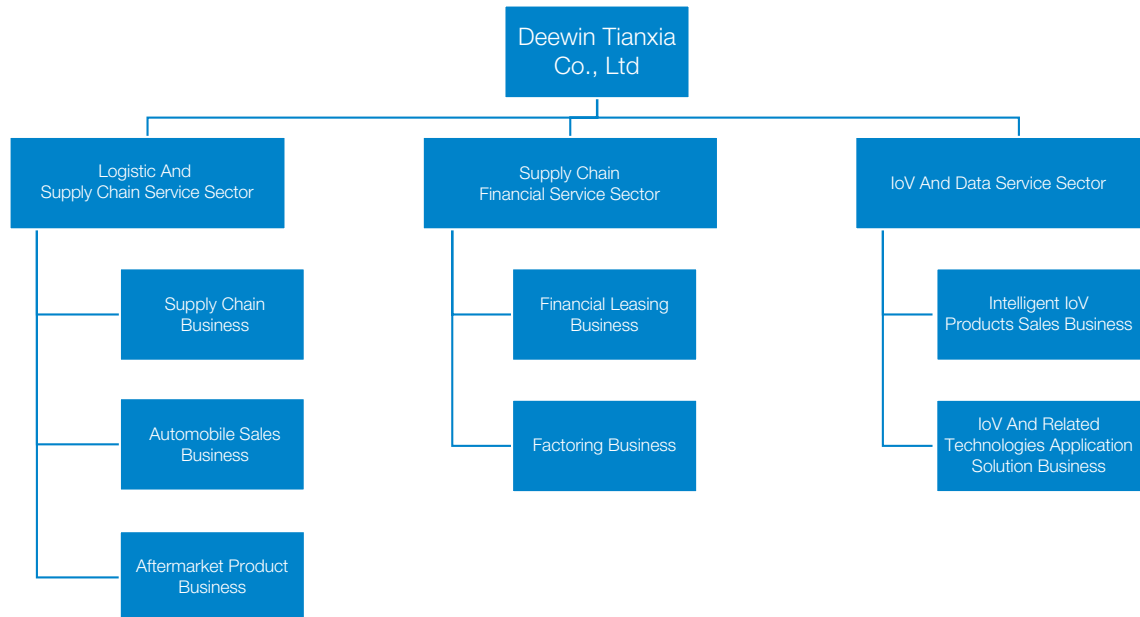 Deewin Tianxia
Co., Ltd
Logistic And
Supply Chain Service Sector
Supply Chain
Financial Service Sector
IoV And Data Service Sector
Supply Chain
Business
Financial Leasing
Business
Intelligent IoV
Products Sales Business
Automobile Sales
Business
Factoring Business
IoV And Related
Technologies Application
Solution Business
Aftermarket Product
Business